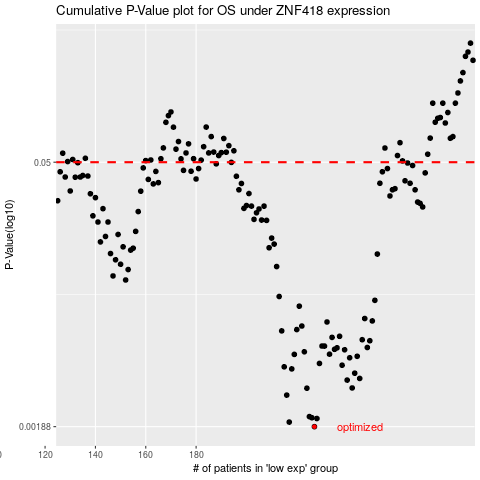 Cumulative P-Value plot for OS under ZNF418 expression
P-Value(log10)
0.05
0.00188
optimized
0 120 140 160 180
# of patients in 'low exp' group